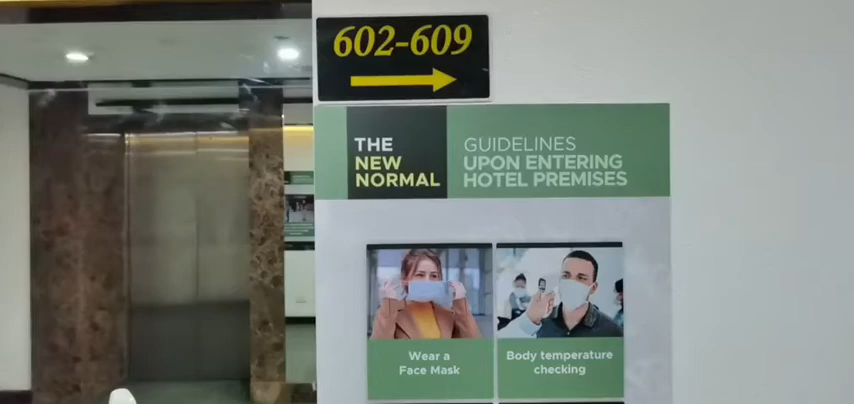 602-609
THE
NEW
NORMAL
GUIDELINES
UPON ENTERING
HOTEL PREMISES
Wear a
Face Mask
Body temperature
checking